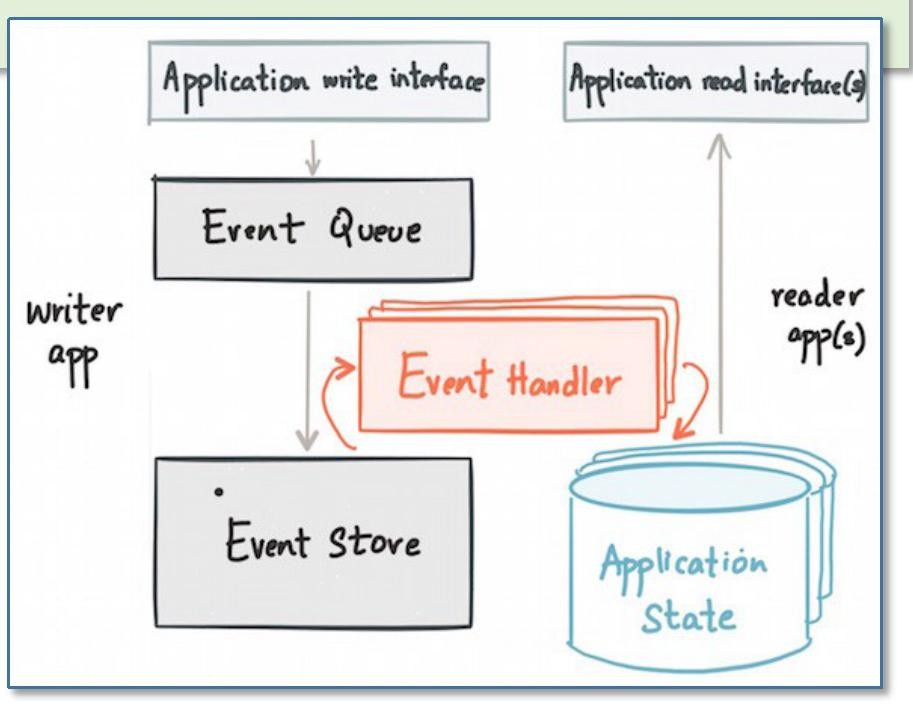 Application write interface
Application read interface(s)
Event Queue
writer
app
reader
app(s)
Event Handler
Event Store
Application
State